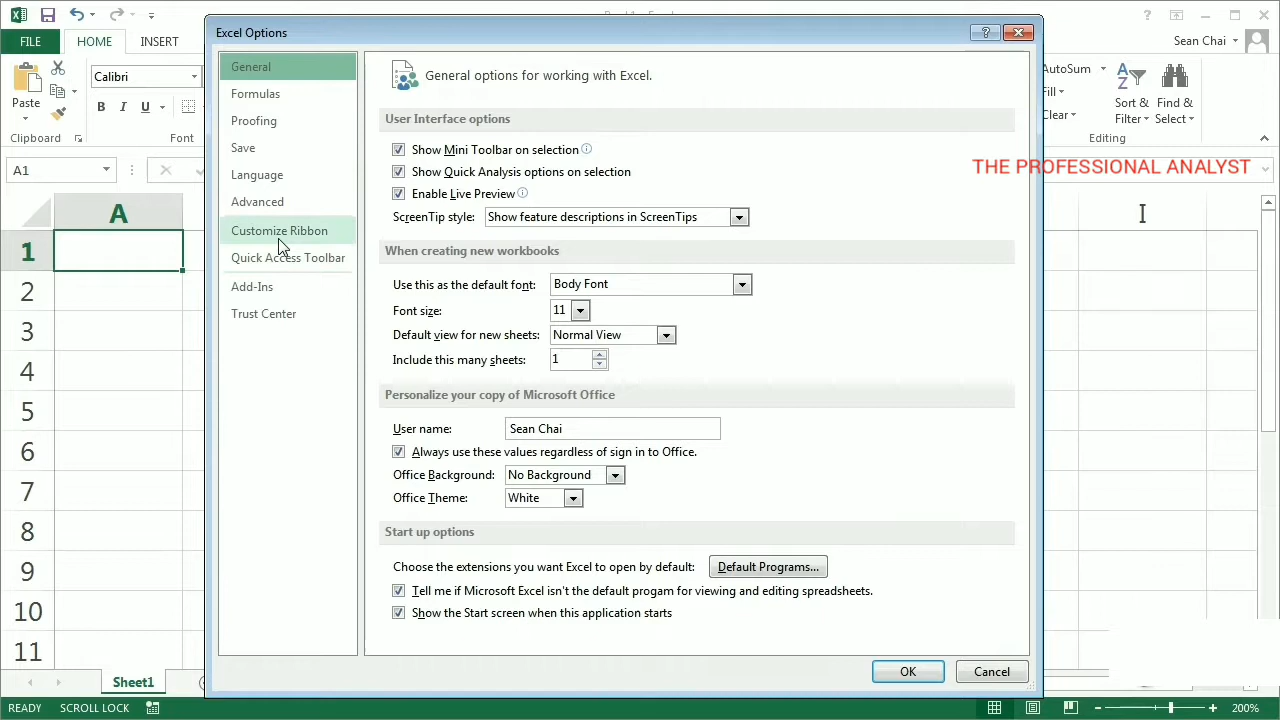 Excel Options
FILE HOME INSERT
Sean Chai
Paste
Clipboard
Calibri
B I U
Font
AutoSum
Fill
Clear
Sort & Filter
Find & Select
Editing
A1
THE PROFESSIONAL ANALYST
General
Formulas
Proofing
Save
Language
Advanced
Customize Ribbon
Quick Access Toolbar
Add-Ins
Trust Center
General options for working with Excel.
User Interface options
Show Mini Toolbar on selection
Show Quick Analysis options on selection
Enable Live Preview
ScreenTip style: Show feature descriptions in ScreenTips
When creating new workbooks
Use this as the default font: Body Font
Font size: 11
Default view for new sheets: Normal View
Include this many sheets: 1
Personalize your copy of Microsoft Office
User name: Sean Chai
Always use these values regardless of sign in to Office.
Office Background: No Background
Office Theme: White
Start up options
Choose the extensions you want Excel to open by default: Default Programs...
Tell me if Microsoft Excel isn't the default progam for viewing and editing spreadsheets.
Show the Start screen when this application starts
OK Cancel
A I
1
2
3
4
5
6
7
8
9
10
11
Sheet1
READY SCROLL LOCK 200%